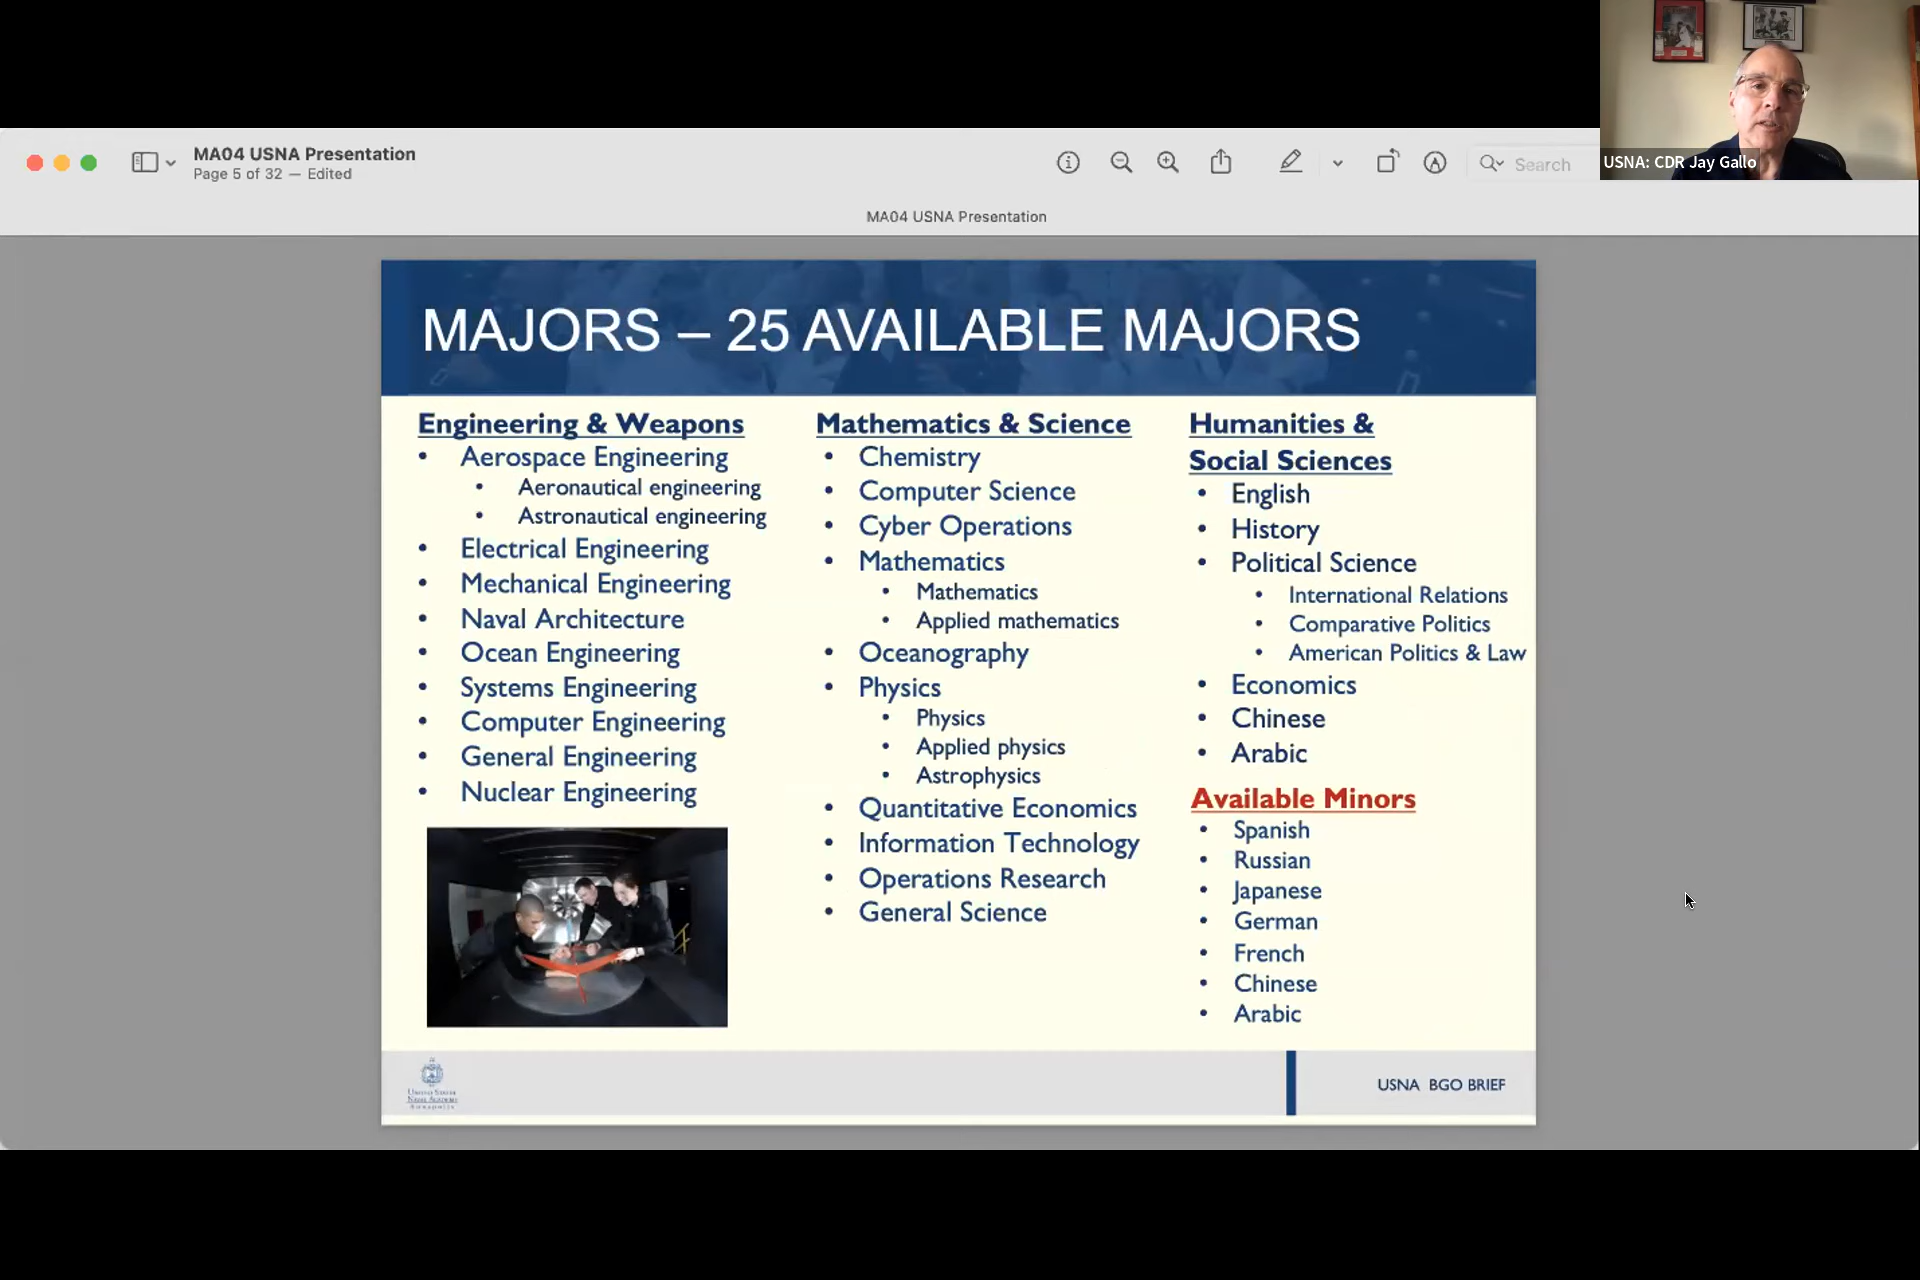 MA04 USNA Presentation
Page 5 of 32 — Edited
Search
USNA: CDR Jay Gallo
MA04 USNA Presentation
MAJORS – 25 AVAILABLE MAJORS
Engineering & Weapons
• Aerospace Engineering
• Aeronautical engineering
• Astronautical engineering
• Electrical Engineering
• Mechanical Engineering
• Naval Architecture
• Ocean Engineering
• Systems Engineering
• Computer Engineering
• General Engineering
• Nuclear Engineering
Mathematics & Science
• Chemistry
• Computer Science
• Cyber Operations
• Mathematics
• Mathematics
• Applied mathematics
• Oceanography
• Physics
• Physics
• Applied physics
• Astrophysics
• Quantitative Economics
• Information Technology
• Operations Research
• General Science
Humanities &
Social Sciences
• English
• History
• Political Science
• International Relations
• Comparative Politics
• American Politics & Law
• Economics
• Chinese
• Arabic
Available Minors
• Spanish
• Russian
• Japanese
• German
• French
• Chinese
• Arabic
United States
Naval Academy
Annapolis
USNA BGO BRIEF